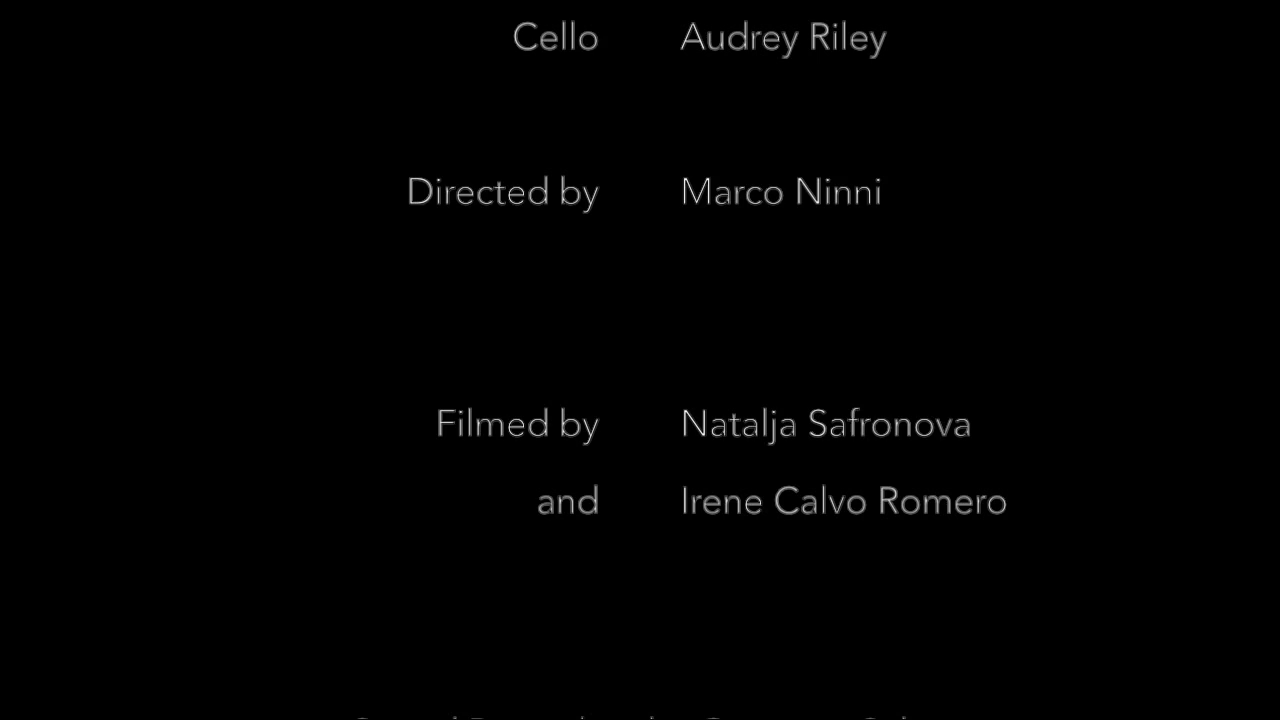 Cello Audrey Riley
Directed by Marco Ninni
Filmed by Natalja Safronova
and Irene Calvo Romero